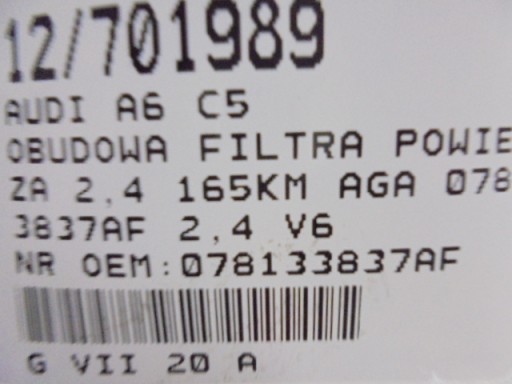 12/701989
AUDI A6 C5
OBUDOWA FILTRA POWIE
ZA 2,4 165KM AGA 078
3837AF 2,4 V6
NR OEM:078133837AF
G VII 20 A